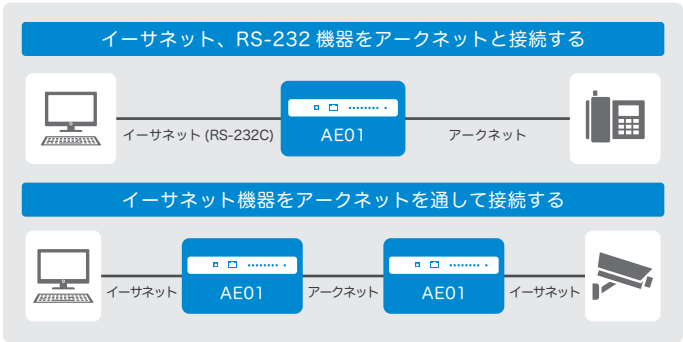 イーサネット、RS-232 機器をアークネットと接続する
イーサネット (RS-232C)
AE01
アークネット
イーサネット機器をアークネットを通して接続する
イーサネット
AE01
アークネット
AE01
イーサネット